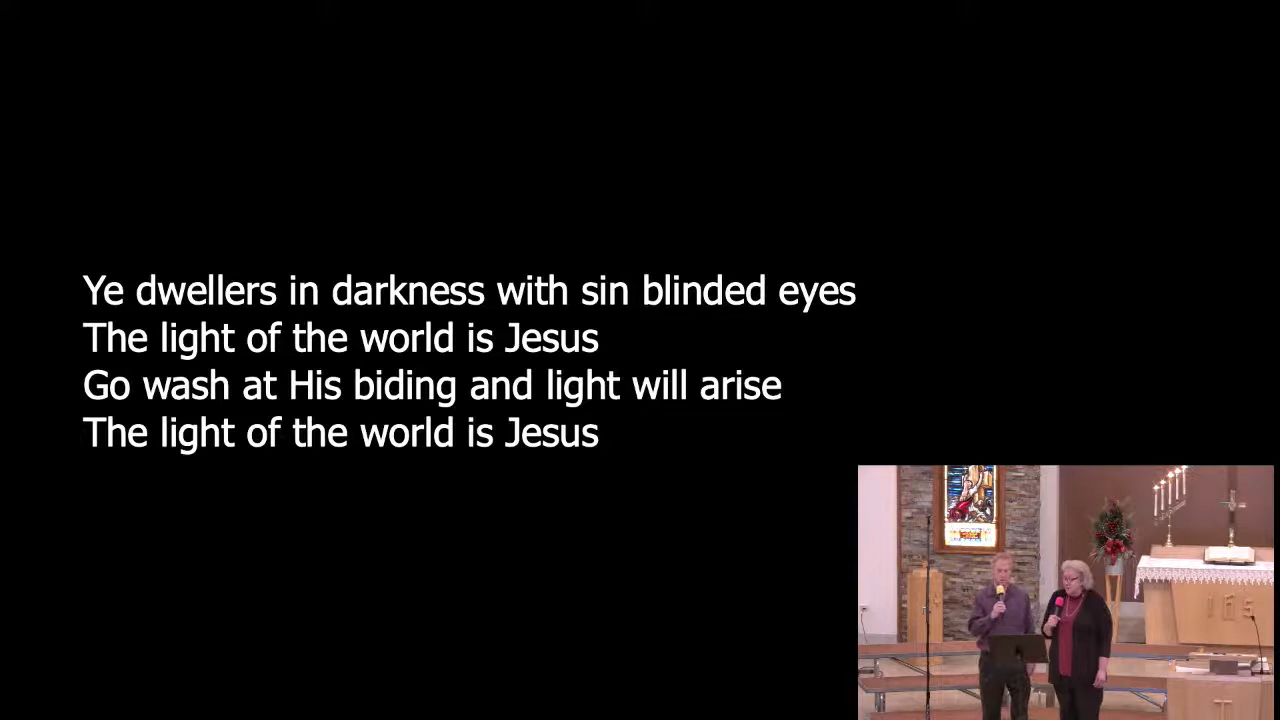 Ye dwellers in darkness with sin blinded eyes
The light of the world is Jesus
Go wash at His biding and light will arise
The light of the world is Jesus
IHS